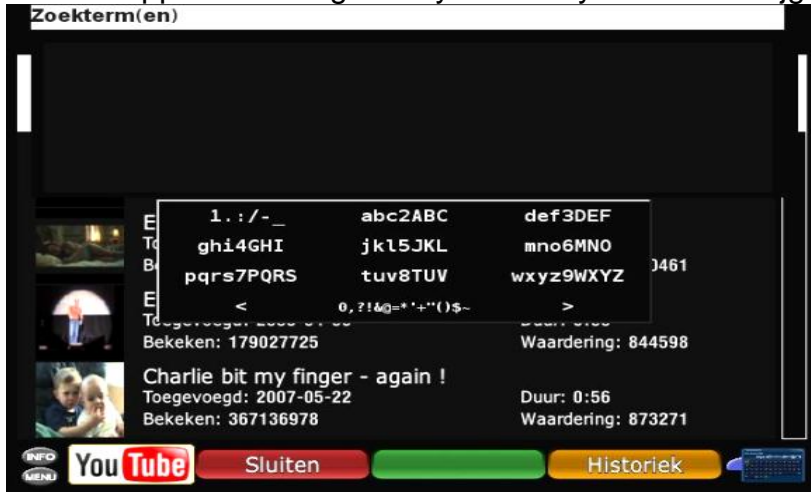 Zoekterm(en)
1.:/-_ abc2ABC def3DEF
ghi4GHI jkl5JKL mno6MNO
pqrs7PQRS tuv8TUV wxyz9WXYZ
< 0,?!&@=*'+"()$~ >
0461
Bekeken: 179027725 Waardering: 844598
Charlie bit my finger - again !
Toegevoegd: 2007-05-22 Duur: 0:56
Bekeken: 367136978 Waardering: 873271
INFO
MENU
YouTube Sluiten Historiek